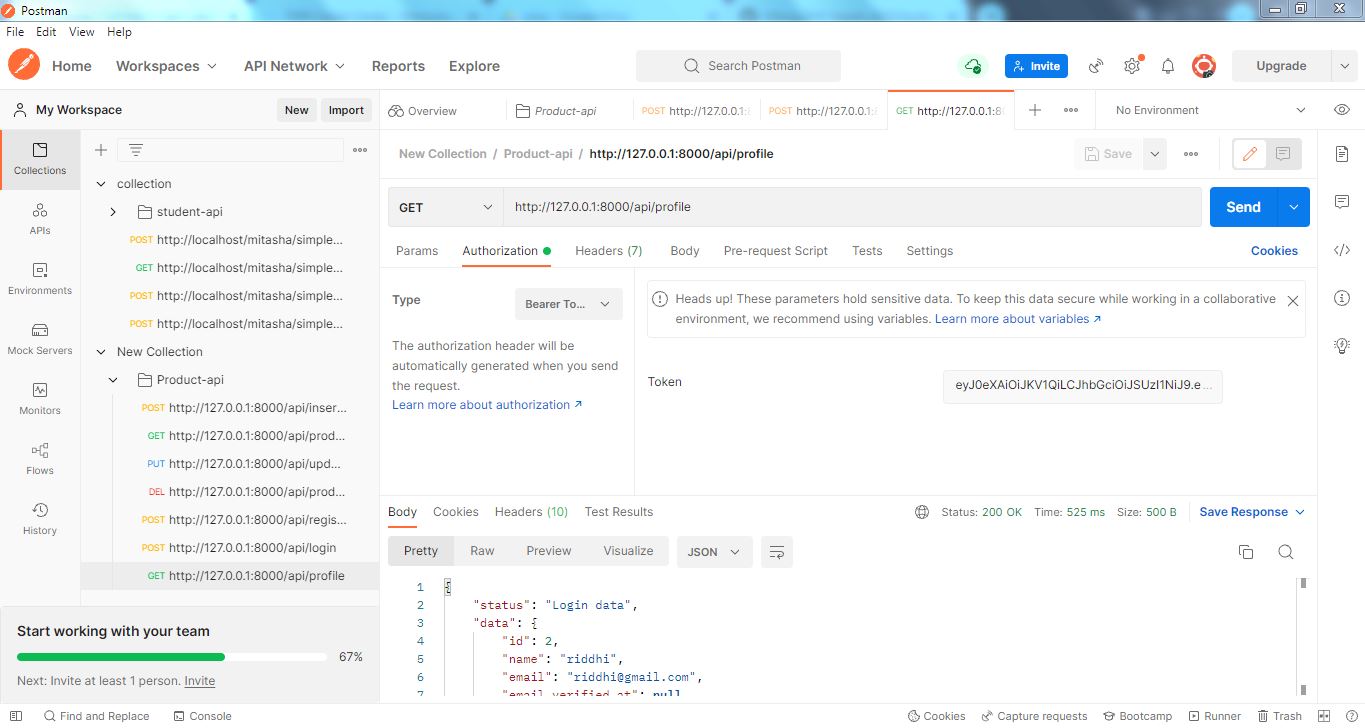 Postman
File Edit View Help
Home Workspaces API Network Reports Explore Search Postman Invite Upgrade
My Workspace New Import
Overview Product-api POST http://127.0.0.1: POST http://127.0.0.1: GET http://127.0.0.1:8 No Environment
Collections
APIs
Environments
Mock Servers
Monitors
Flows
History
collection
student-api
POST http://localhost/mitasha/simple...
GET http://localhost/mitasha/simple...
POST http://localhost/mitasha/simple...
POST http://localhost/mitasha/simple...
New Collection
Product-api
POST http://127.0.0.1:8000/api/inser...
GET http://127.0.0.1:8000/api/prod...
PUT http://127.0.0.1:8000/api/upd...
DEL http://127.0.0.1:8000/api/prod...
POST http://127.0.0.1:8000/api/regis...
POST http://127.0.0.1:8000/api/login
GET http://127.0.0.1:8000/api/profile
Start working with your team
67%
Next: Invite at least 1 person. Invite
New Collection / Product-api / http://127.0.0.1:8000/api/profile Save
GET http://127.0.0.1:8000/api/profile Send
Params Authorization Headers (7) Body Pre-request Script Tests Settings Cookies
Type Bearer To...
The authorization header will be
automatically generated when you send
the request.
Learn more about authorization ↗
Heads up! These parameters hold sensitive data. To keep this data secure while working in a collaborative
environment, we recommend using variables. Learn more about variables ↗
Token eyJ0eXAiOiJKV1QiLCJhbGciOiJSUzI1NiJ9.e...
Body Cookies Headers (10) Test Results Status: 200 OK Time: 525 ms Size: 500 B Save Response
Pretty Raw Preview Visualize JSON
1 {
2 "status": "Login data",
3 "data": {
4 "id": 2,
5 "name": "riddhi",
6 "email": "riddhi@gmail.com",
7 "email_verified_at": null,
Find and Replace Console Cookies Capture requests Bootcamp Runner Trash